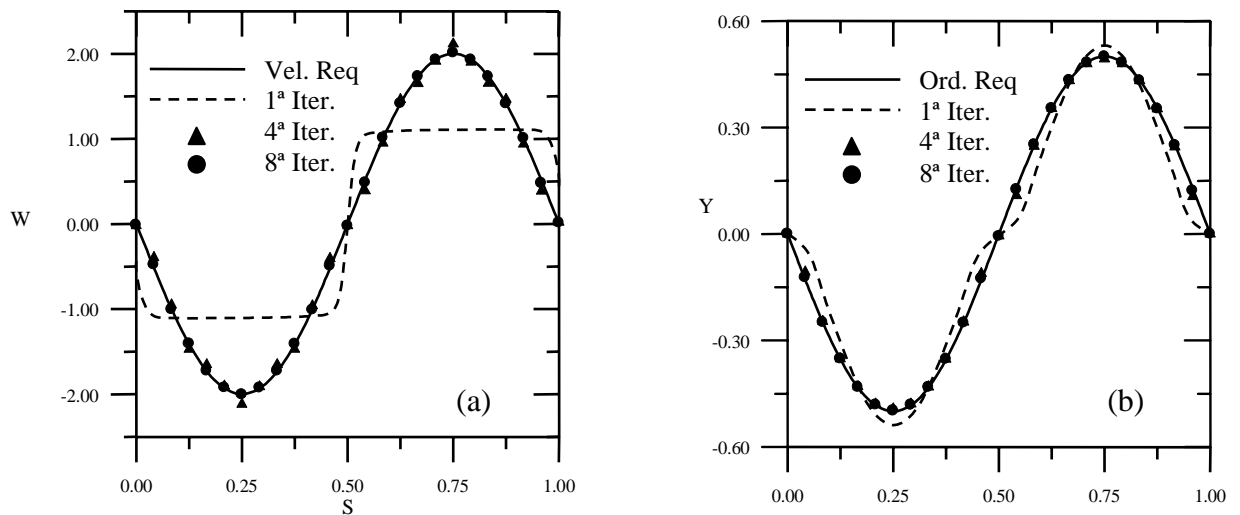 2.00
1.00
0.00
-1.00
-2.00
W
Vel. Req
1ª Iter.
4ª Iter.
8ª Iter.
(a)
0.00 0.25 0.50 0.75 1.00
S
0.60
0.30
0.00
-0.30
-0.60
Y
Ord. Req
1ª Iter.
4ª Iter.
8ª Iter.
(b)
0.00 0.25 0.50 0.75 1.00